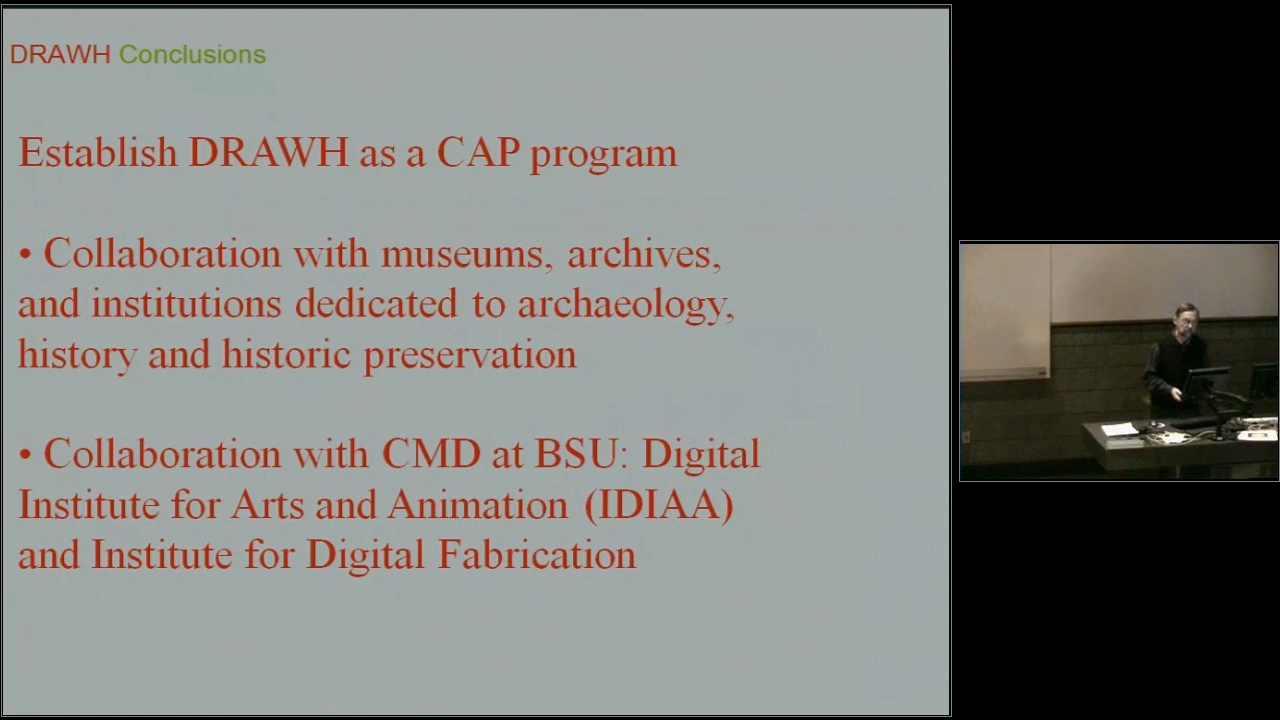 DRAWH Conclusions
Establish DRAWH as a CAP program
• Collaboration with museums, archives,
and institutions dedicated to archaeology,
history and historic preservation
• Collaboration with CMD at BSU: Digital
Institute for Arts and Animation (IDIAA)
and Institute for Digital Fabrication